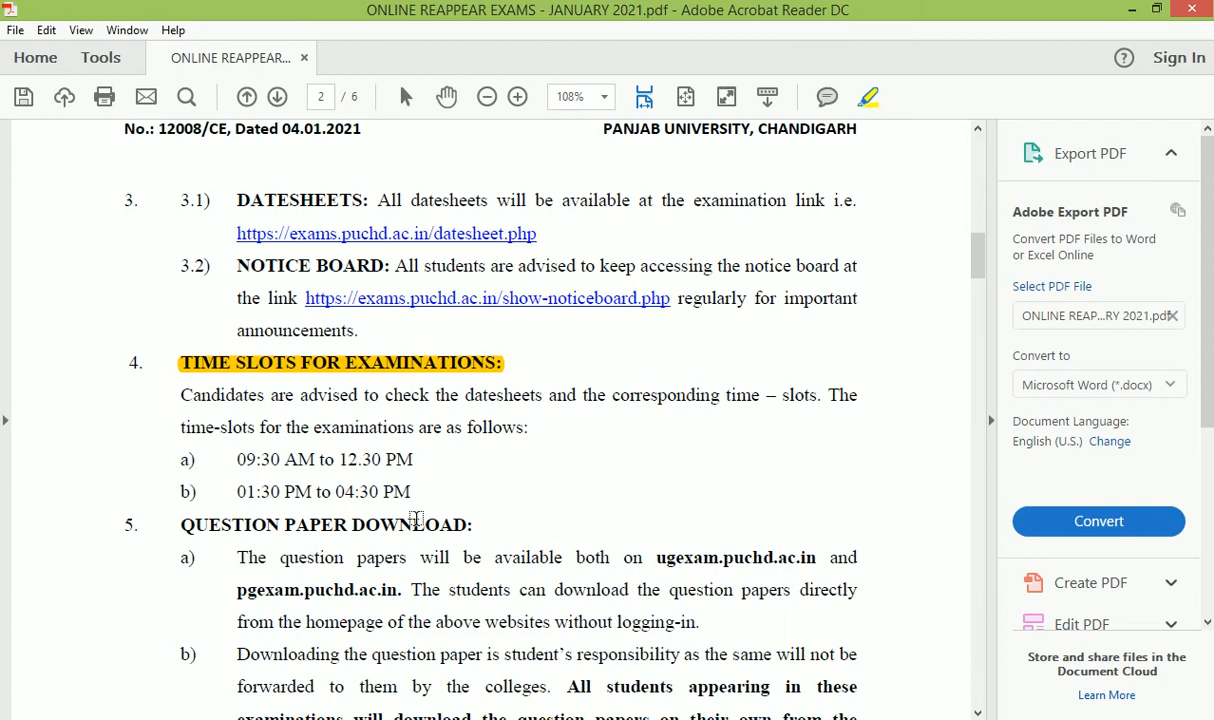 ONLINE REAPPEAR EXAMS - JANUARY 2021.pdf - Adobe Acrobat Reader DC
File Edit View Window Help
Home Tools ONLINE REAPPEAR... × Sign In
2 / 6 108%
No.: 12008/CE, Dated 04.01.2021 PANJAB UNIVERSITY, CHANDIGARH
3. 3.1) DATESHEETS: All datesheets will be available at the examination link i.e.
https://exams.puchd.ac.in/datesheet.php
3.2) NOTICE BOARD: All students are advised to keep accessing the notice board at
the link https://exams.puchd.ac.in/show-noticeboard.php regularly for important
announcements.
4. TIME SLOTS FOR EXAMINATIONS:
Candidates are advised to check the datesheets and the corresponding time – slots. The
time-slots for the examinations are as follows:
a) 09:30 AM to 12.30 PM
b) 01:30 PM to 04:30 PM
5. QUESTION PAPER DOWNLOAD:
a) The question papers will be available both on ugexam.puchd.ac.in and
pgexam.puchd.ac.in. The students can download the question papers directly
from the homepage of the above websites without logging-in.
b) Downloading the question paper is student's responsibility as the same will not be
forwarded to them by the colleges. All students appearing in these
examinations will download the question papers on their own from the
Export PDF
Adobe Export PDF
Convert PDF Files to Word
or Excel Online
Select PDF File
ONLINE REAP...RY 2021.pdf
Convert to
Microsoft Word (*.docx)
Document Language:
English (U.S.) Change
Convert
Create PDF
Edit PDF
Store and share files in the
Document Cloud
Learn More